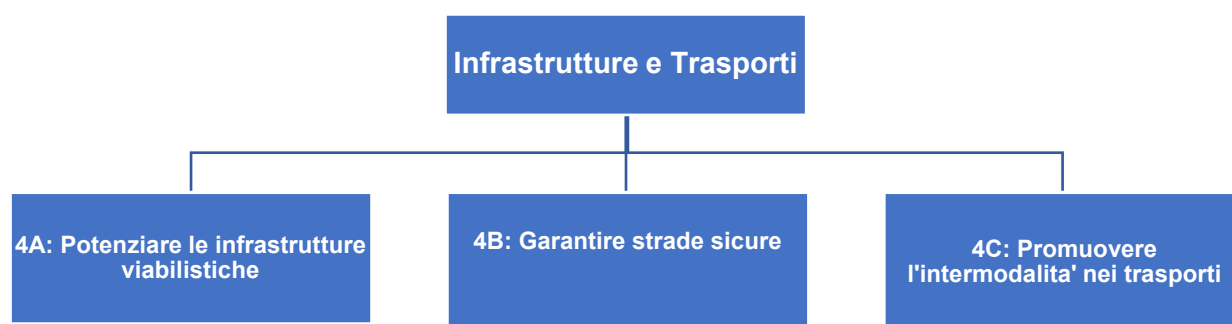 Infrastrutture e Trasporti
4A: Potenziare le infrastrutture
viabilistiche
4B: Garantire strade sicure
4C: Promuovere
l'intermodalita' nei trasporti